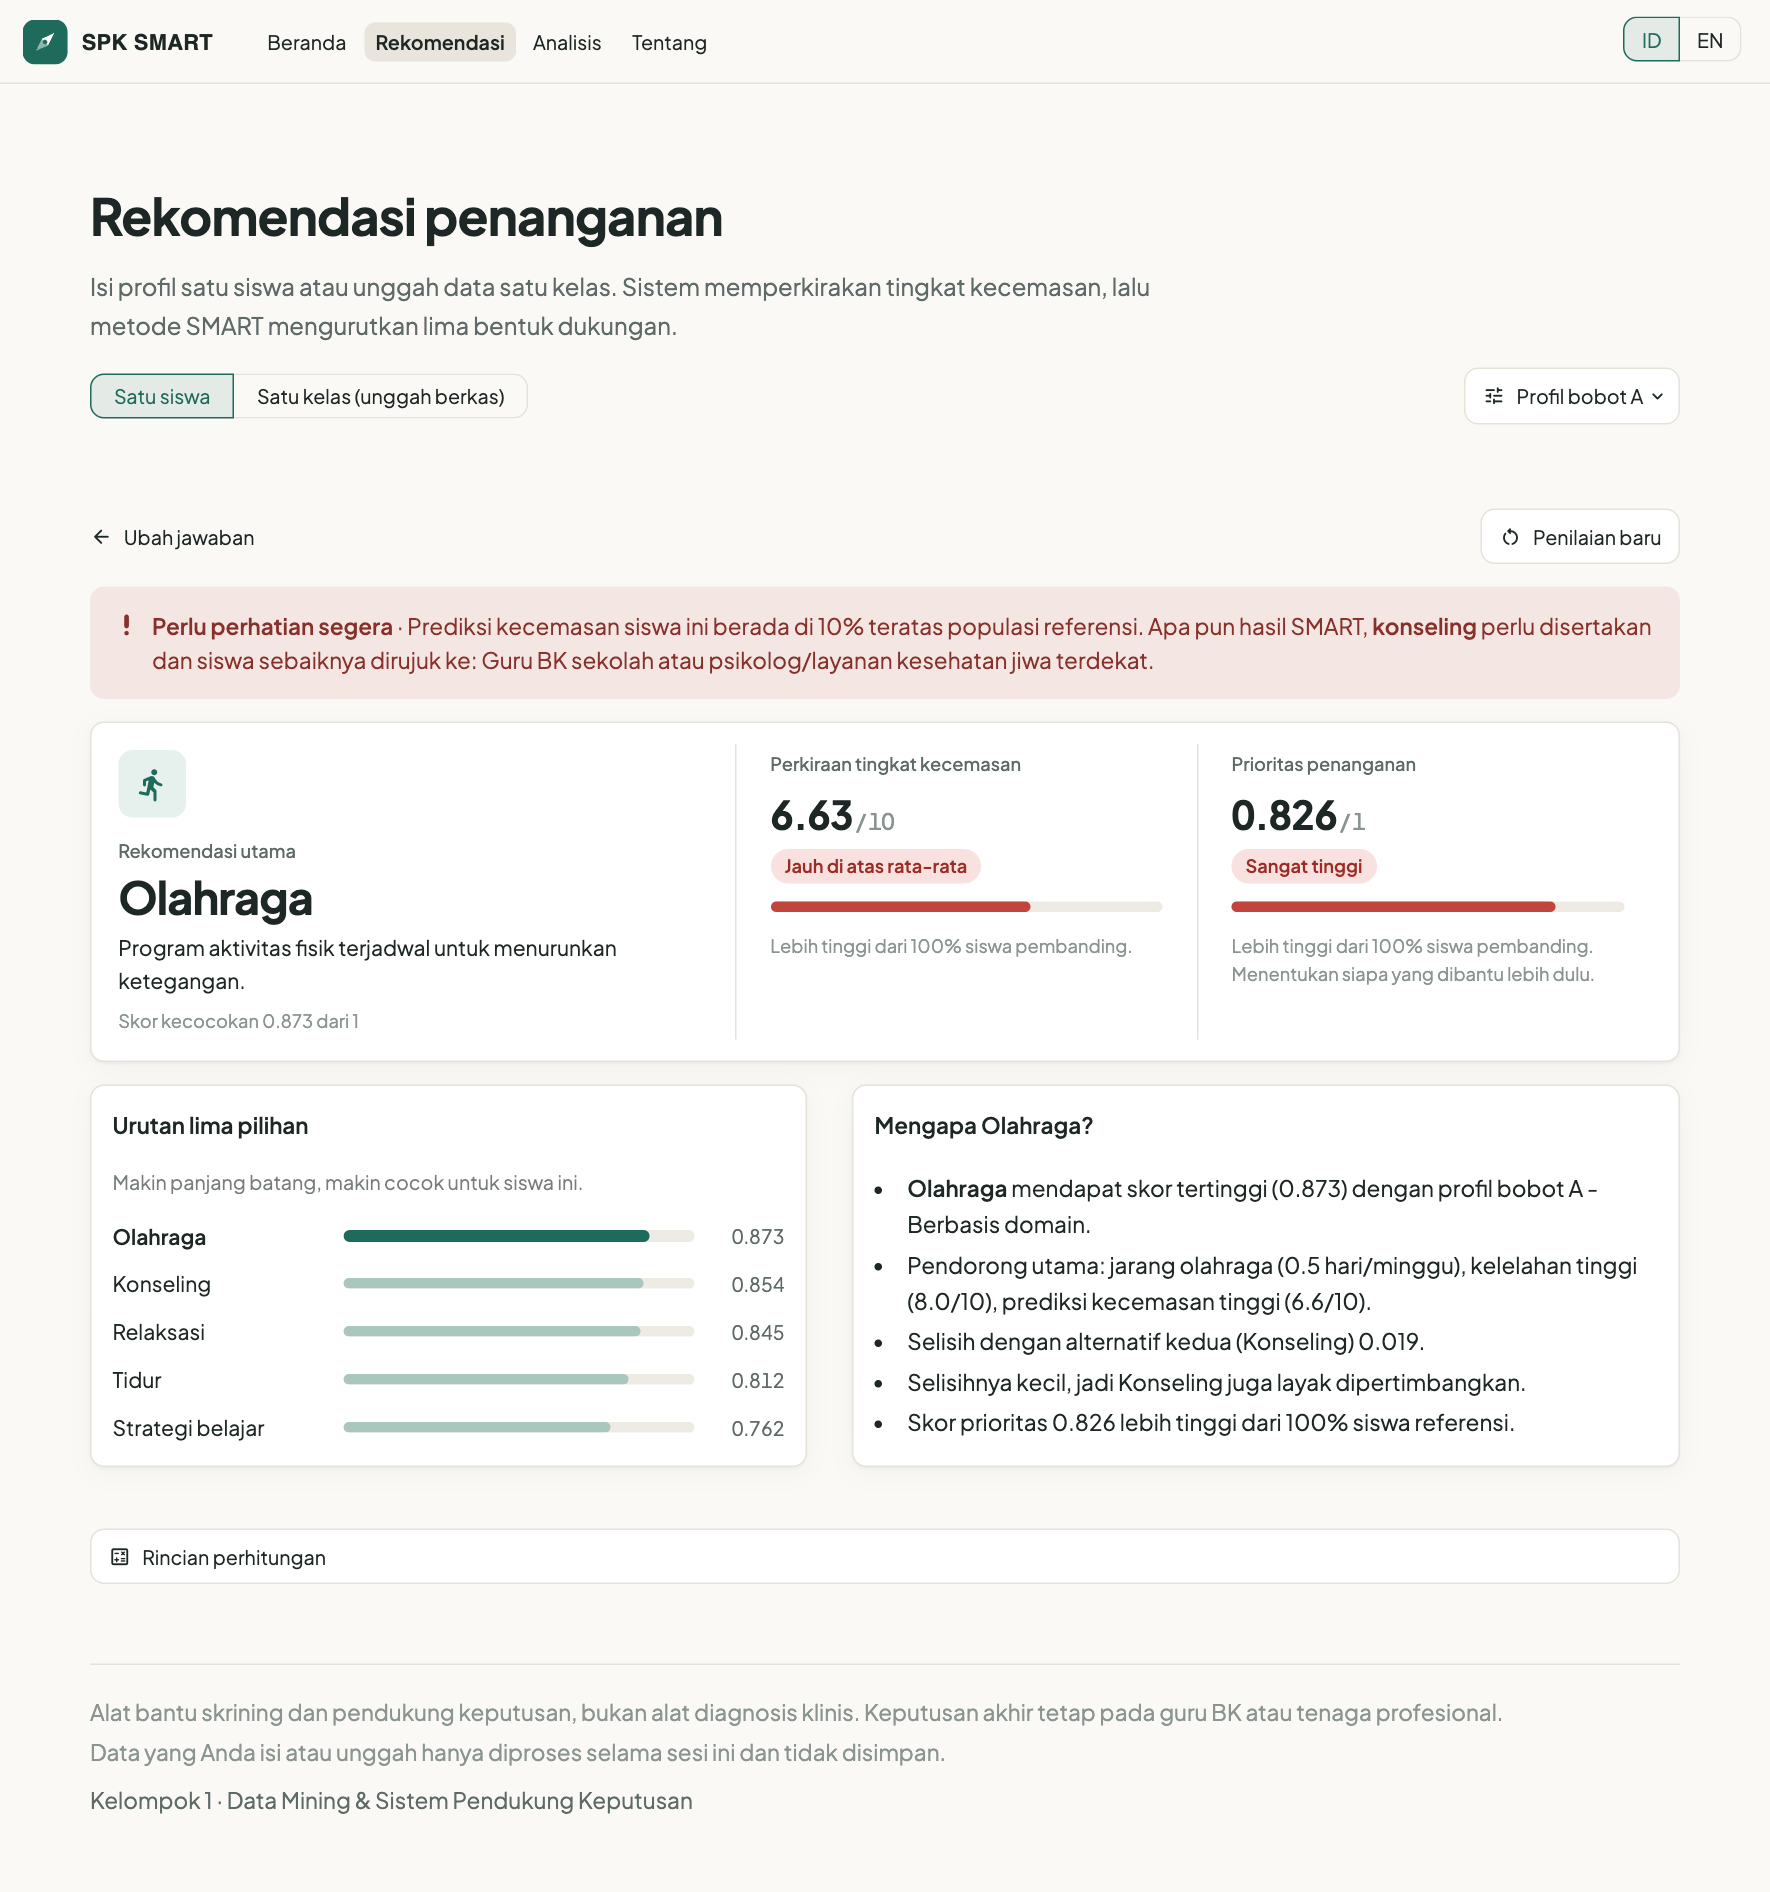 SPK SMART
Beranda
Rekomendasi
Analisis
Tentang
ID
EN
Rekomendasi penanganan
Isi profil satu siswa atau unggah data satu kelas. Sistem memperkirakan tingkat kecemasan, lalu
metode SMART mengurutkan lima bentuk dukungan.
Satu siswa
Satu kelas (unggah berkas)
Profil bobot A
Ubah jawaban
Penilaian baru
Perlu perhatian segera · Prediksi kecemasan siswa ini berada di 10% teratas populasi referensi. Apa pun hasil SMART, konseling perlu disertakan
dan siswa sebaiknya dirujuk ke: Guru BK sekolah atau psikolog/layanan kesehatan jiwa terdekat.
Rekomendasi utama
Olahraga
Program aktivitas fisik terjadwal untuk menurunkan
ketegangan.
Skor kecocokan 0.873 dari 1
Perkiraan tingkat kecemasan
6.63/10
Jauh di atas rata-rata
Lebih tinggi dari 100% siswa pembanding.
Prioritas penanganan
0.826/1
Sangat tinggi
Lebih tinggi dari 100% siswa pembanding.
Menentukan siapa yang dibantu lebih dulu.
Urutan lima pilihan
Makin panjang batang, makin cocok untuk siswa ini.
Olahraga 0.873
Konseling 0.854
Relaksasi 0.845
Tidur 0.812
Strategi belajar 0.762
Mengapa Olahraga?
• Olahraga mendapat skor tertinggi (0.873) dengan profil bobot A -
Berbasis domain.
• Pendorong utama: jarang olahraga (0.5 hari/minggu), kelelahan tinggi
(8.0/10), prediksi kecemasan tinggi (6.6/10).
• Selisih dengan alternatif kedua (Konseling) 0.019.
• Selisihnya kecil, jadi Konseling juga layak dipertimbangkan.
• Skor prioritas 0.826 lebih tinggi dari 100% siswa referensi.
Rincian perhitungan
Alat bantu skrining dan pendukung keputusan, bukan alat diagnosis klinis. Keputusan akhir tetap pada guru BK atau tenaga profesional.
Data yang Anda isi atau unggah hanya diproses selama sesi ini dan tidak disimpan.
Kelompok 1 · Data Mining & Sistem Pendukung Keputusan